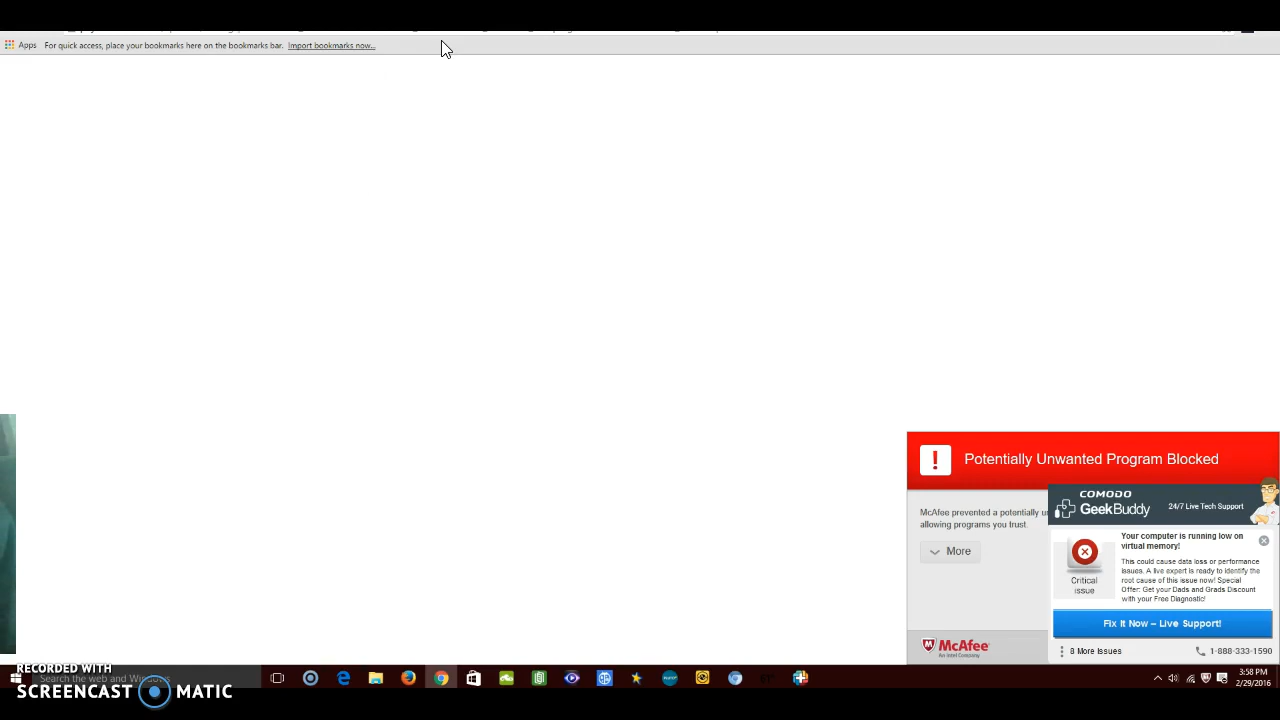 Apps For quick access, place your bookmarks here on the bookmarks bar. Import bookmarks now...
Potentially Unwanted Program Blocked
McAfee prevented a potentially
allowing programs you trust.
More
McAfee
An Intel Company
COMODO
GeekBuddy
24/7 Live Tech Support
Your computer is running low on
virtual memory!
Critical
issue
This could cause data loss or performance
issues. A live expert is ready to identify the
root cause of this issue now! Special
Offer: Get your Dads and Grads Discount
with your Free Diagnostic!
Fix It Now – Live Support!
8 More Issues
1-888-333-1590
RECORDED WITH
SCREENCAST MATIC
Search the web and Windows
3:58 PM
2/29/2016